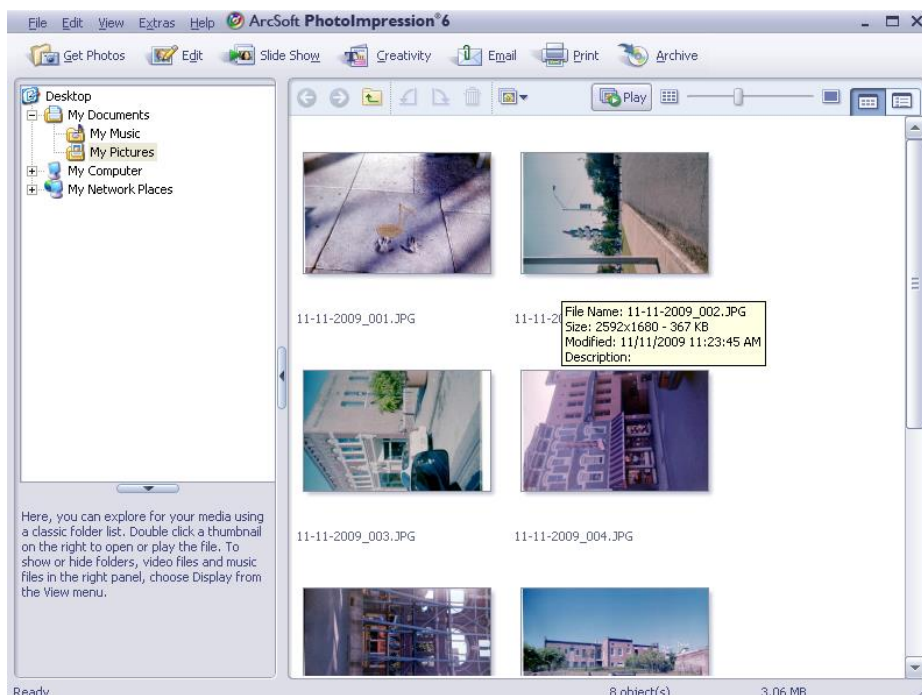 File Edit View Extras Help ArcSoft PhotoImpression®6
Get Photos Edit Slide Show Creativity Email Print Archive
Desktop
My Documents
My Music
My Pictures
My Computer
My Network Places
Play
11-11-2009_001.JPG
11-11-20
File Name: 11-11-2009_002.JPG
Size: 2592x1680 - 367 KB
Modified: 11/11/2009 11:23:45 AM
Description:
11-11-2009_003.JPG
11-11-2009_004.JPG
Here, you can explore for your media using
a classic folder list. Double click a thumbnail
on the right to open or play the file. To
show or hide folders, video files and music
files in the right panel, choose Display from
the View menu.
Ready
8 object(s)
3.06 MB